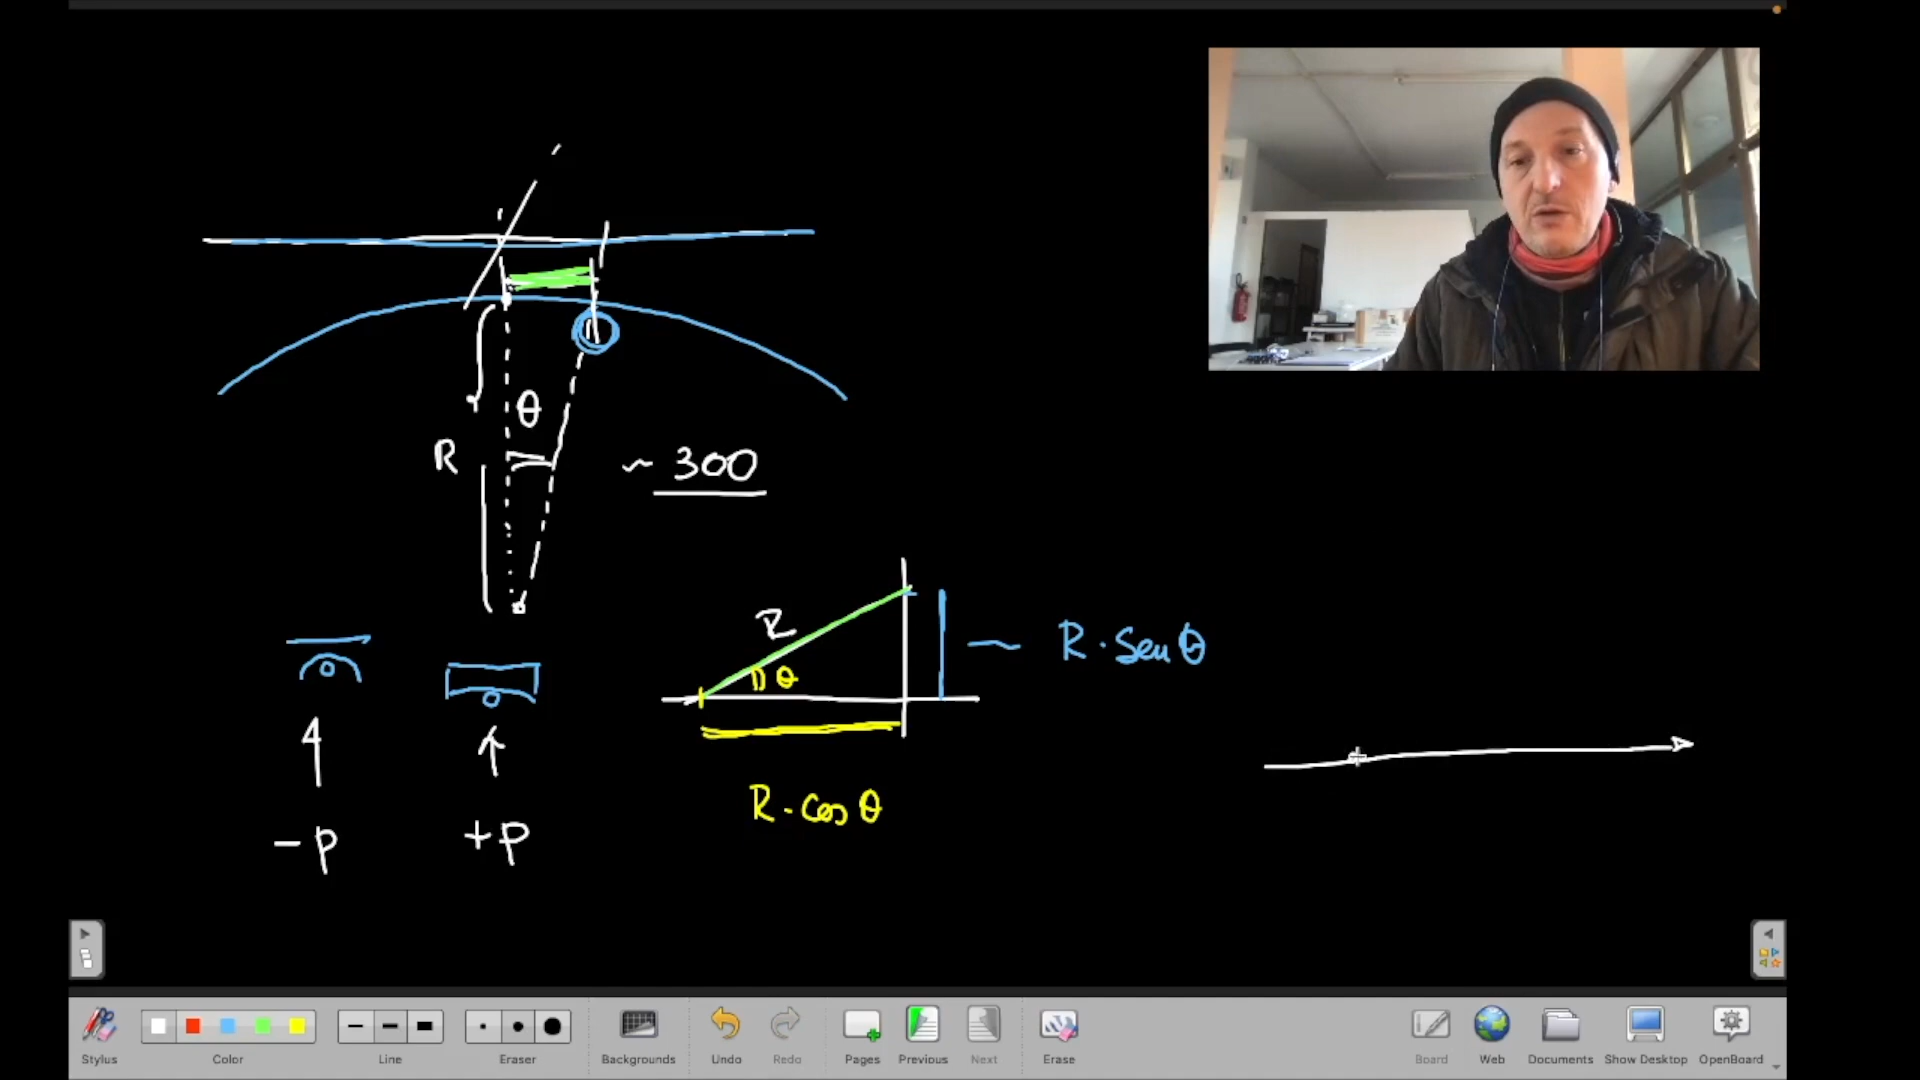 θ
R
~ 300
R
θ
~ R · Sen θ
R · cos θ
- P
+ P
Stylus
Color
Line
Eraser
Backgrounds
Undo
Redo
Pages
Previous
Next
Erase
Board
Web
Documents
Show Desktop
OpenBoard